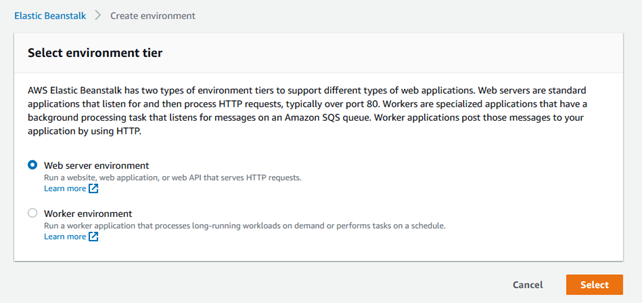 Elastic Beanstalk > Create environment
Select environment tier
AWS Elastic Beanstalk has two types of environment tiers to support different types of web applications. Web servers are standard
applications that listen for and then process HTTP requests, typically over port 80. Workers are specialized applications that have a
background processing task that listens for messages on an Amazon SQS queue. Worker applications post those messages to your
application by using HTTP.
Web server environment
Run a website, web application, or web API that serves HTTP requests.
Learn more
Worker environment
Run a worker application that processes long-running workloads on demand or performs tasks on a schedule.
Learn more
Cancel Select